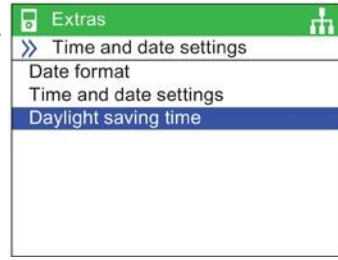 Extras
Time and date settings
Date format
Time and date settings
Daylight saving time